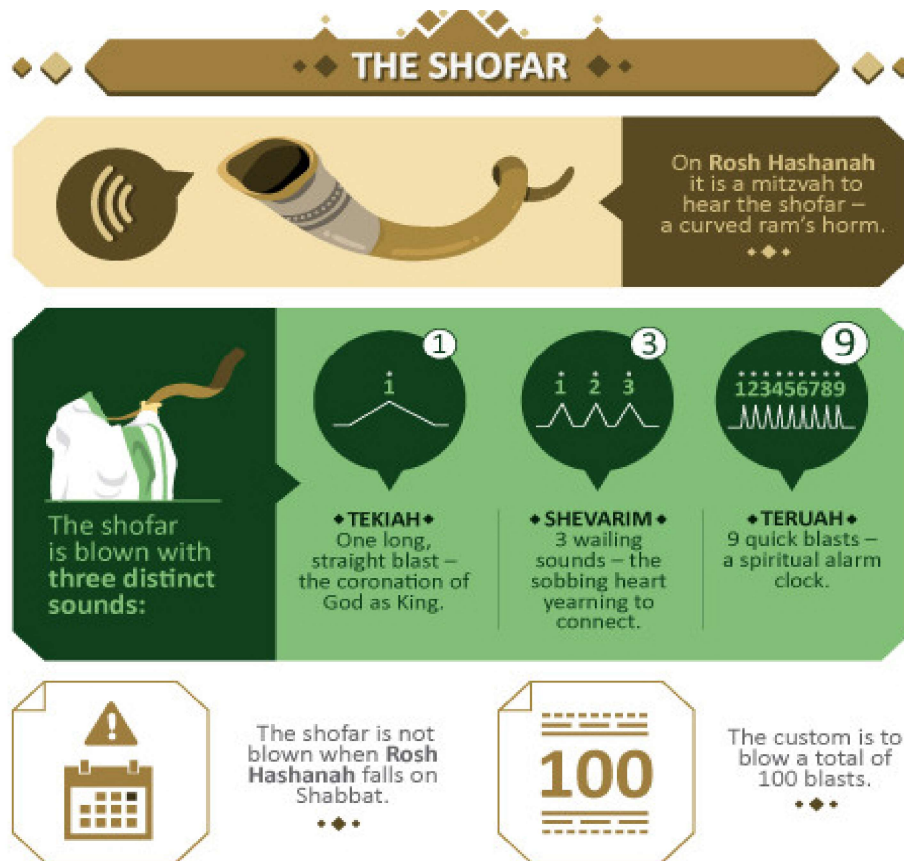 THE SHOFAR
On Rosh Hashanah
it is a mitzvah to
hear the shofar –
a curved ram's horm.
The shofar
is blown with
three distinct
sounds:
1
1
TEKIAH
One long,
straight blast –
the coronation of
God as King.
3
1 2 3
SHEVARIM
3 wailing
sounds – the
sobbing heart
yearning to
connect.
9
123456789
TERUAH
9 quick blasts –
a spiritual alarm
clock.
The shofar is not
blown when Rosh
Hashanah falls on
Shabbat.
100
The custom is to
blow a total of
100 blasts.